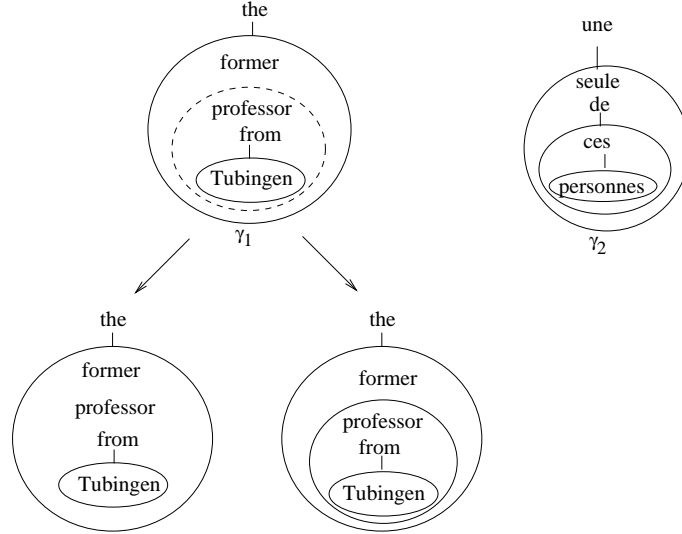 the
former
professor
from
Tubingen
γ1
une
seule
de
ces
personnes
γ2
the
former
professor
from
Tubingen
the
former
professor
from
Tubingen